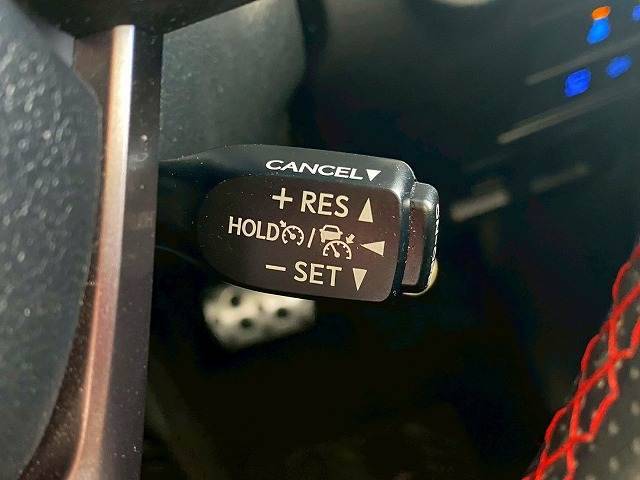 CANCEL▼
+ RES ▲
HOLD / ◀
− SET ▼